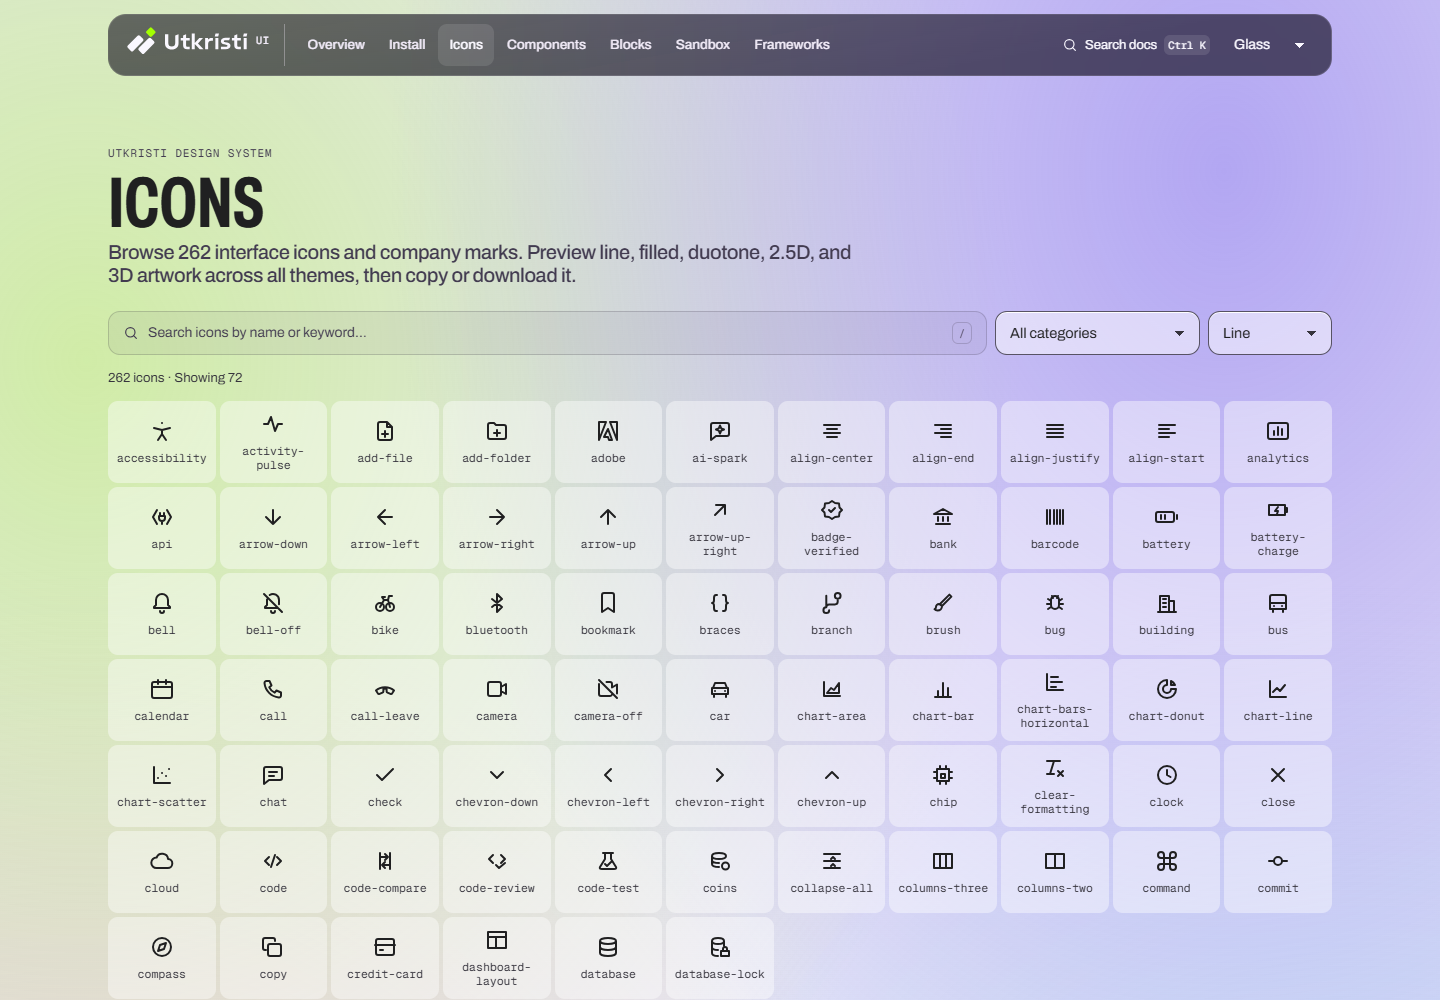 Utkristi UI
Overview Install Icons Components Blocks Sandbox Frameworks Search docs Ctrl K Glass
UTKRISTI DESIGN SYSTEM
ICONS
Browse 262 interface icons and company marks. Preview line, filled, duotone, 2.5D, and
3D artwork across all themes, then copy or download it.
Search icons by name or keyword... / All categories Line
262 icons · Showing 72
accessibility activity-pulse add-file add-folder adobe ai-spark align-center align-end align-justify align-start analytics
api arrow-down arrow-left arrow-right arrow-up arrow-up-right badge-verified bank barcode battery battery-charge
bell bell-off bike bluetooth bookmark braces branch brush bug building bus
calendar call call-leave camera camera-off car chart-area chart-bar chart-bars-horizontal chart-donut chart-line
chart-scatter chat check chevron-down chevron-left chevron-right chevron-up chip clear-formatting clock close
cloud code code-compare code-review code-test coins collapse-all columns-three columns-two command commit
compass copy credit-card dashboard-layout database database-lock